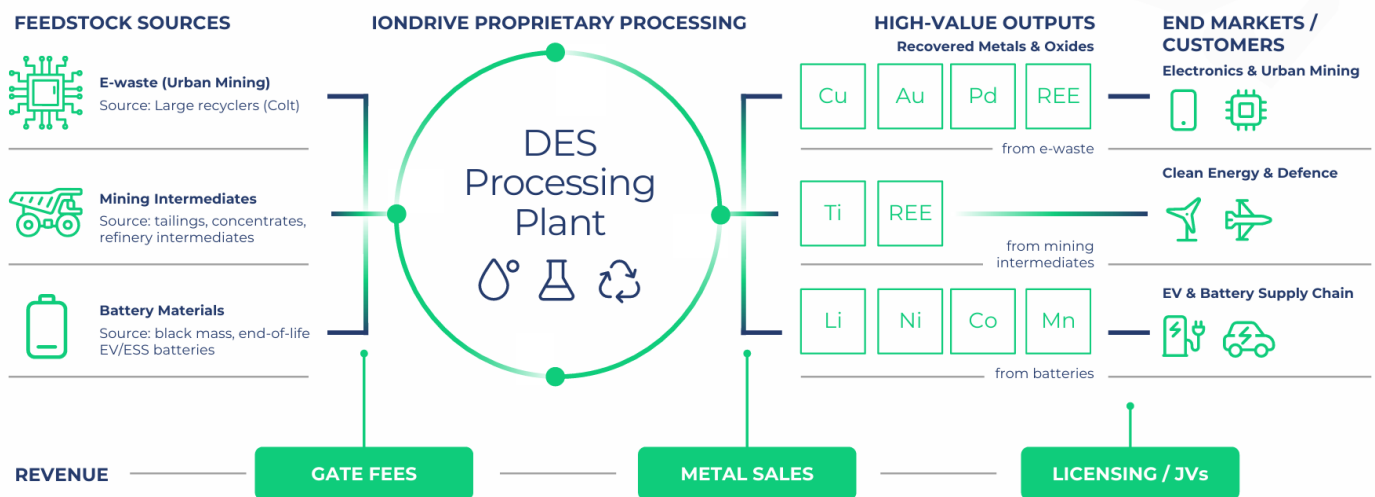 FEEDSTOCK SOURCES
IONDRIVE PROPRIETARY PROCESSING
HIGH-VALUE OUTPUTS
Recovered Metals & Oxides
END MARKETS /
CUSTOMERS
E-waste (Urban Mining)
Source: Large recyclers (Colt)
Mining Intermediates
Source: tailings, concentrates,
refinery intermediates
Battery Materials
Source: black mass, end-of-life
EV/ESS batteries
DES
Processing
Plant
Cu Au Pd REE
from e-waste
Ti REE
from mining
intermediates
Li Ni Co Mn
from batteries
Electronics & Urban Mining
Clean Energy & Defence
EV & Battery Supply Chain
REVENUE
GATE FEES
METAL SALES
LICENSING / JVs